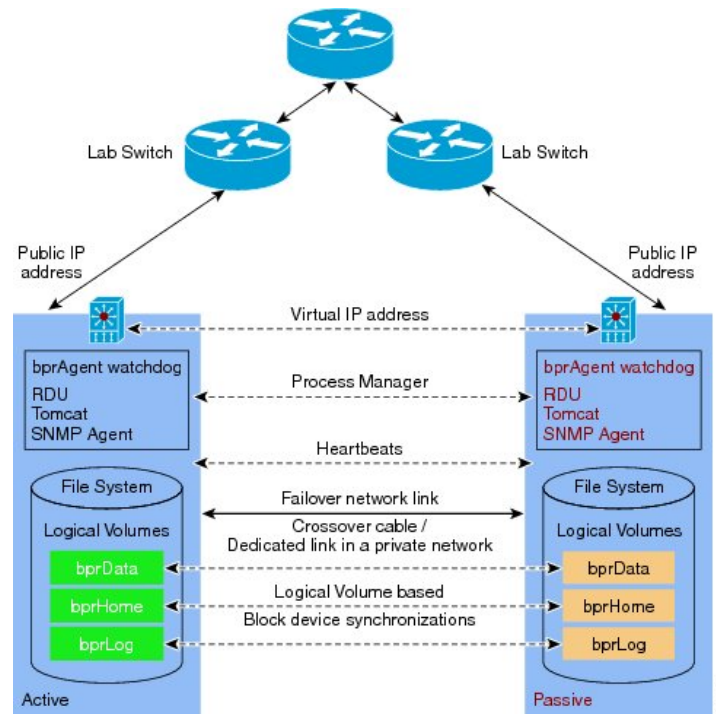 Lab Switch
Lab Switch
Public IP
address
Public IP
address
Virtual IP address
bprAgent watchdog
RDU
Tomcat
SNMP Agent
Process Manager
bprAgent watchdog
RDU
Tomcat
SNMP Agent
Heartbeats
File System
Failover network link
File System
Logical Volumes
Crossover cable /
Dedicated link in a private network
Logical Volumes
bprData
bprData
bprHome
Logical Volume based
bprHome
Block device synchronizations
bprLog
bprLog
Active
Passive